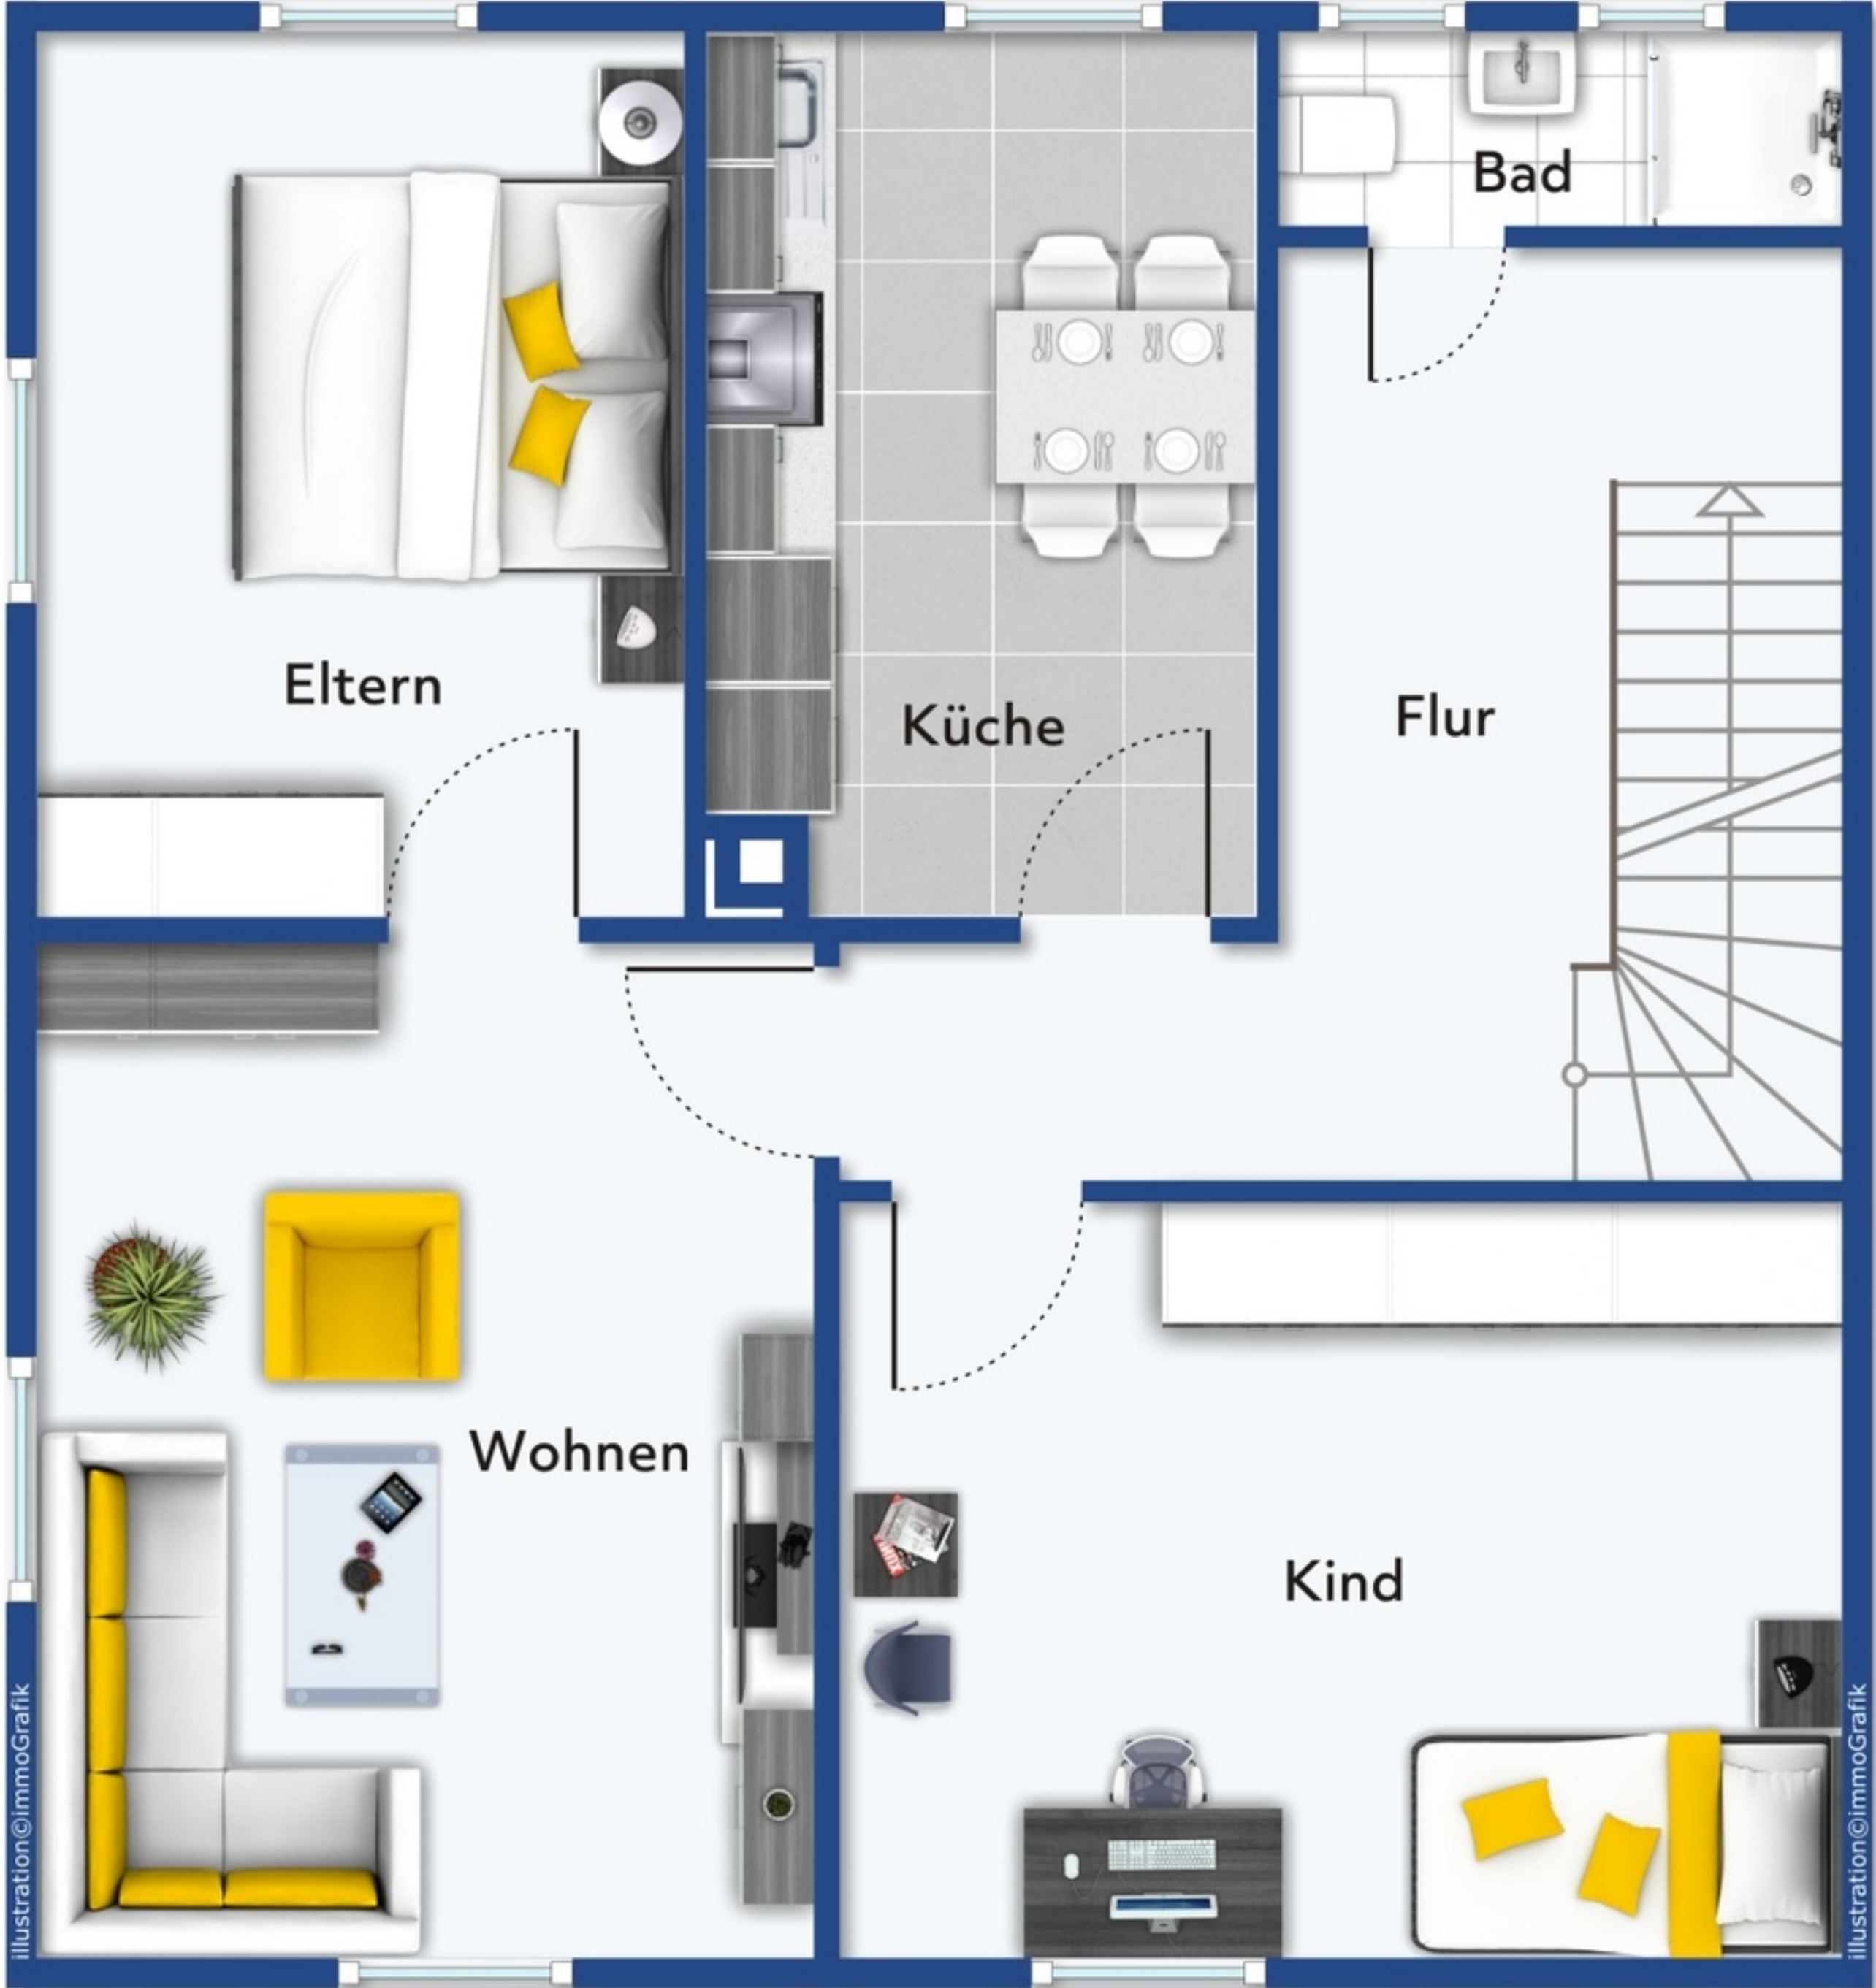 Bad
Eltern
Küche
Flur
Wohnen
Kind
illustration©immoGrafik
illustration©immoGrafik